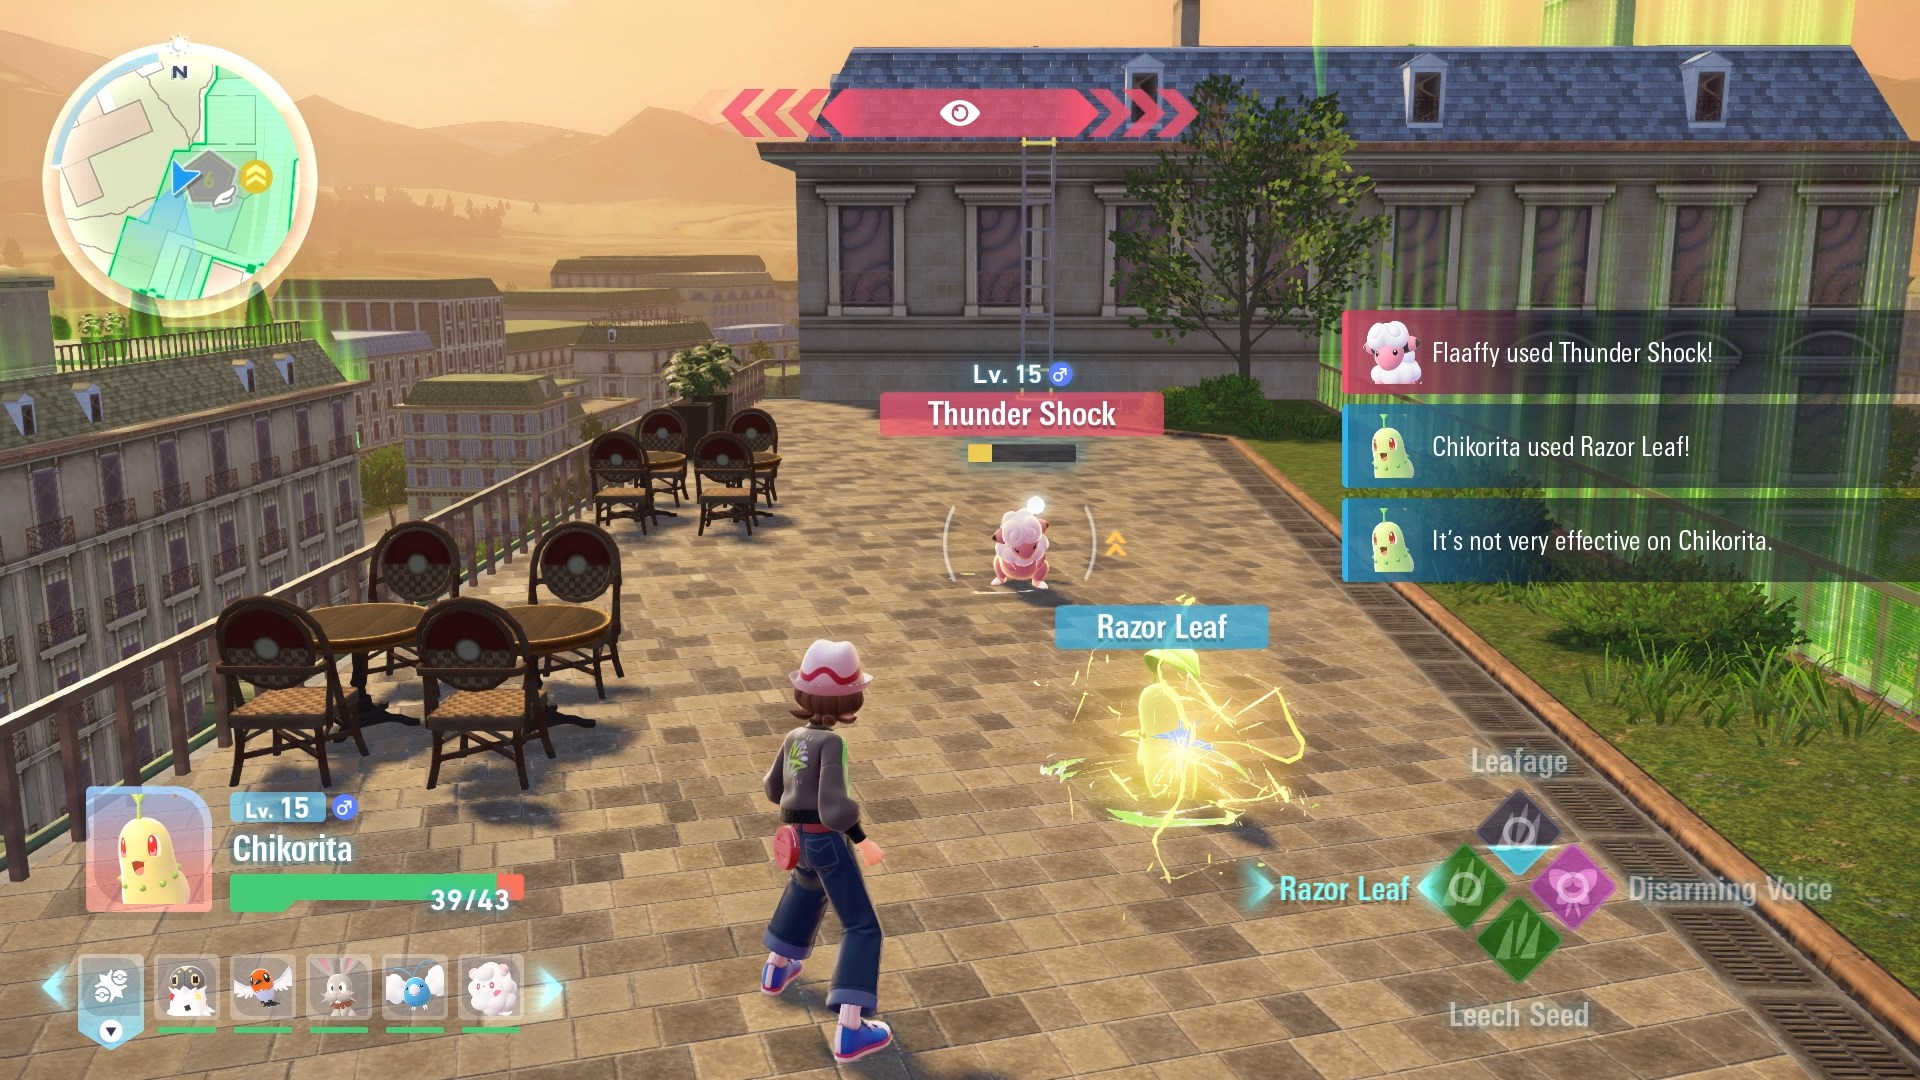 N
6
Lv. 15
Thunder Shock
Flaaffy used Thunder Shock!
Chikorita used Razor Leaf!
It's not very effective on Chikorita.
Razor Leaf
Leafage
Razor Leaf
Disarming Voice
Leech Seed
Lv. 15
Chikorita
39/43